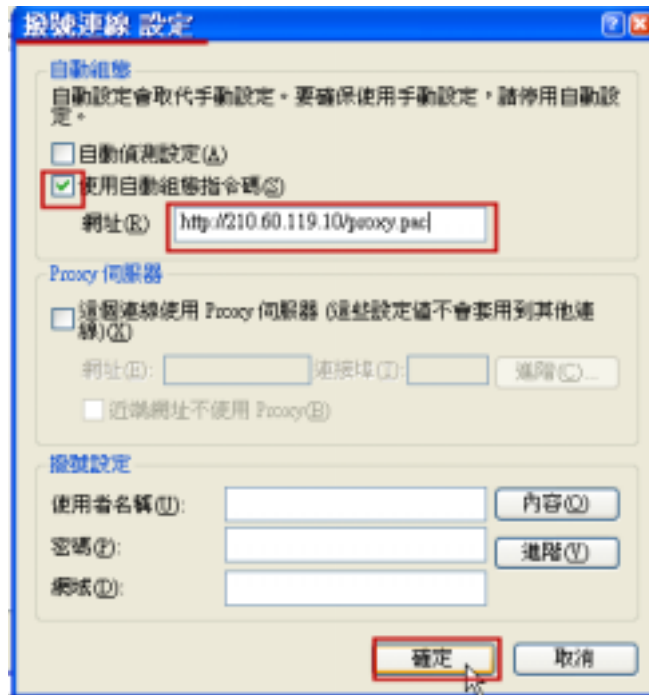 撥號連線 設定
自動組態
自動設定會取代手動設定。要確保使用手動設定，請停用自動設
定。
自動偵測設定(A)
使用自動組態指令碼(S)
網址(R) http://210.60.119.10/proxy.pac
Proxy 伺服器
這個連線使用 Proxy 伺服器 (這些設定值不會套用到其他連
線)(X)
網址(E): 連接埠(T): 進階(C)...
近端網址不使用 Proxy(B)
撥號設定
使用者名稱(U): 內容(O)
密碼(P): 進階(V)
網域(D):
確定 取消